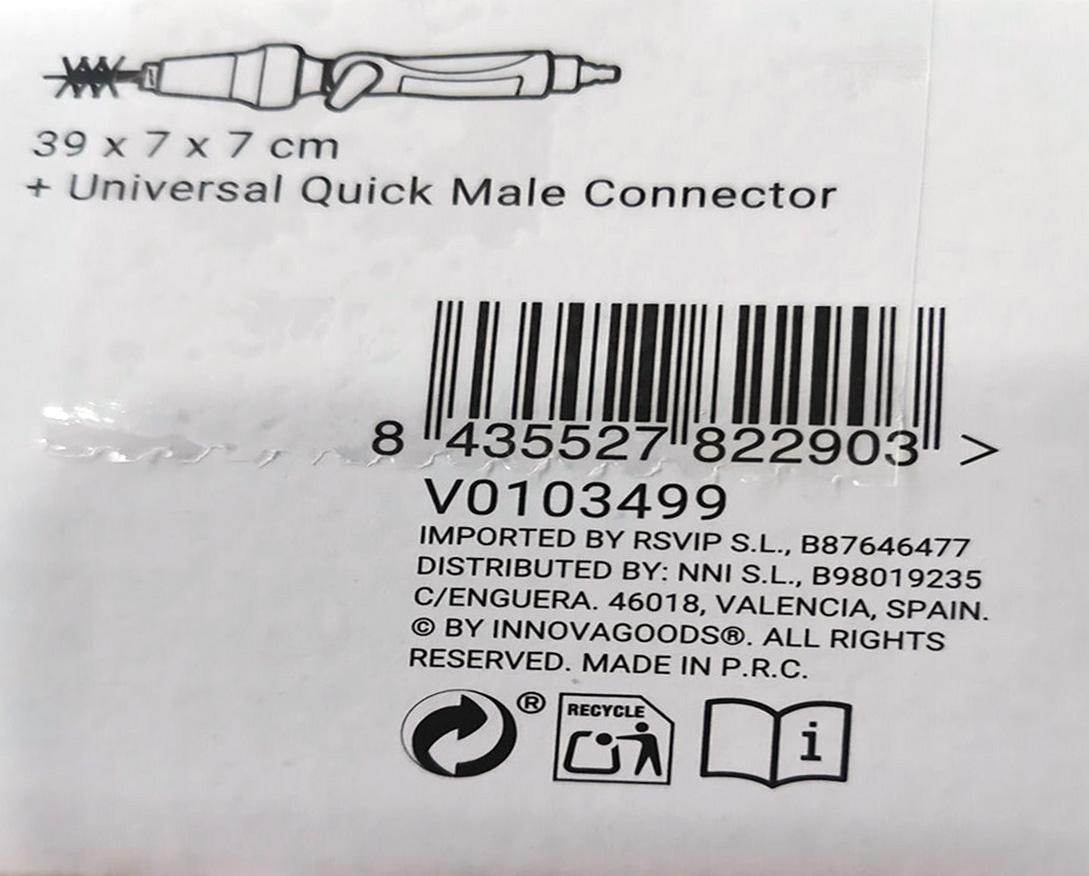 39 x 7 x 7 cm
+ Universal Quick Male Connector
8 435527 822903 >
V0103499
IMPORTED BY RSVIP S.L., B87646477
DISTRIBUTED BY: NNI S.L., B98019235
C/ENGUERA. 46018, VALENCIA, SPAIN.
© BY INNOVAGOODS®. ALL RIGHTS
RESERVED. MADE IN P.R.C.
® RECYCLE i